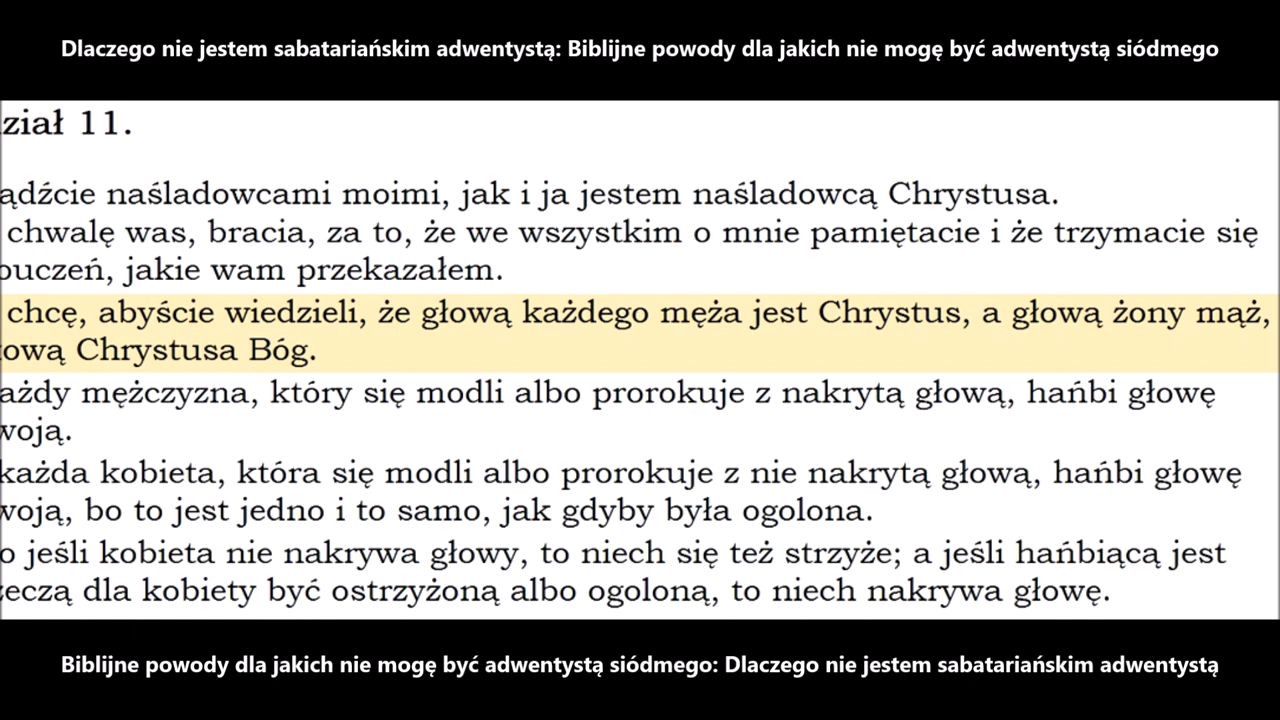 Dlaczego nie jestem sabatariańskim adwentystą: Biblijne powody dla jakich nie mogę być adwentystą siódmego
ział 11.
ądźcie naśladowcami moimi, jak i ja jestem naśladowcą Chrystusa.
chwalę was, bracia, za to, że we wszystkim o mnie pamiętacie i że trzymacie się
ouczeń, jakie wam przekazałem.
chcę, abyście wiedzieli, że głową każdego męża jest Chrystus, a głową żony mąż,
ową Chrystusa Bóg.
ażdy mężczyzna, który się modli albo prorokuje z nakrytą głową, hańbi głowę
woją.
każda kobieta, która się modli albo prorokuje z nie nakrytą głową, hańbi głowę
woją, bo to jest jedno i to samo, jak gdyby była ogolona.
o jeśli kobieta nie nakrywa głowy, to niech się też strzyże; a jeśli hańbiącą jest
zeczą dla kobiety być ostrzyżoną albo ogoloną, to niech nakrywa głowę.
Biblijne powody dla jakich nie mogę być adwentystą siódmego: Dlaczego nie jestem sabatariańskim adwentystą